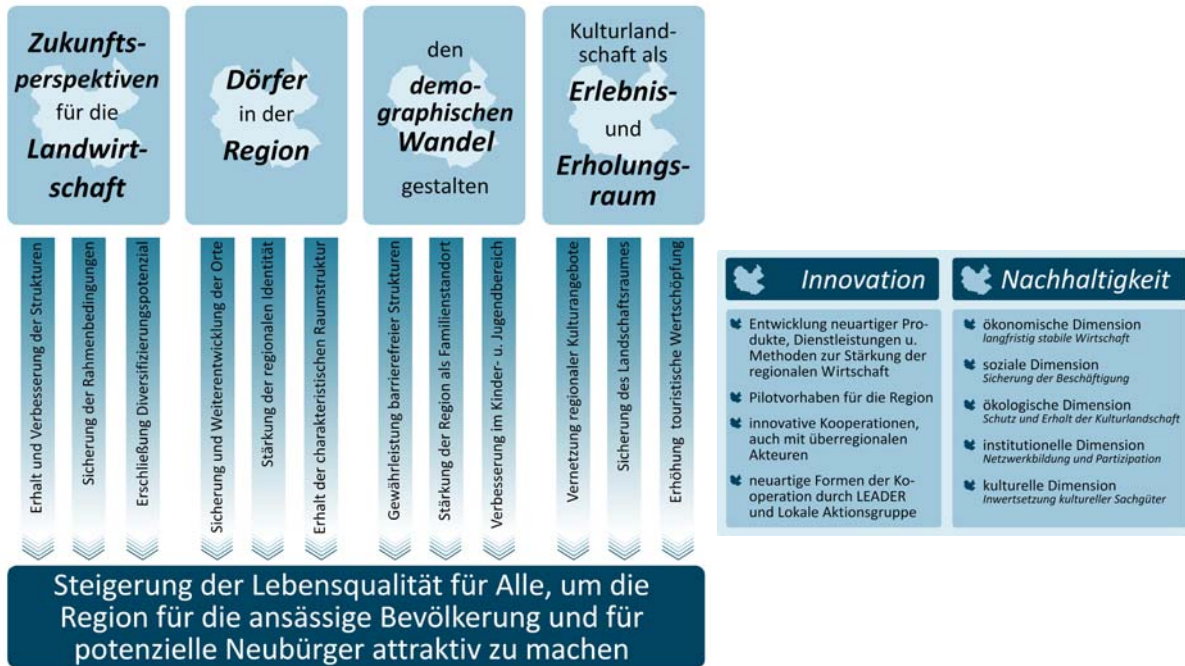 Zukunfts-
perspektiven
für die
Landwirt-
schaft
Dörfer
in der
Region
den
demo-
graphischen
Wandel
gestalten
Kulturland-
schaft als
Erlebnis-
und
Erholungs-
raum
Erhalt und Verbesserung der Strukturen
Sicherung der Rahmenbedingungen
Erschließung Diversifizierungspotenzial
Sicherung und Weiterentwicklung der Orte
Stärkung der regionalen Identität
Erhalt der charakteristischen Raumstruktur
Gewährleistung barrierefreier Strukturen
Stärkung der Region als Familienstandort
Verbesserung im Kinder- u. Jugendbereich
Vernetzung regionaler Kulturangebote
Sicherung des Landschaftsraumes
Erhöhung touristische Wertschöpfung
Steigerung der Lebensqualität für Alle, um die
Region für die ansässige Bevölkerung und für
potenzielle Neubürger attraktiv zu machen
Innovation
Entwicklung neuartiger Pro-
dukte, Dienstleistungen u.
Methoden zur Stärkung der
regionalen Wirtschaft
Pilotvorhaben für die Region
innovative Kooperationen,
auch mit überregionalen
Akteuren
neuartige Formen der Ko-
operation durch LEADER
und Lokale Aktionsgruppe
Nachhaltigkeit
ökonomische Dimension
langfristig stabile Wirtschaft
soziale Dimension
Sicherung der Beschäftigung
ökologische Dimension
Schutz und Erhalt der Kulturlandschaft
institutionelle Dimension
Netzwerkbildung und Partizipation
kulturelle Dimension
Inwertsetzung kultureller Sachgüter